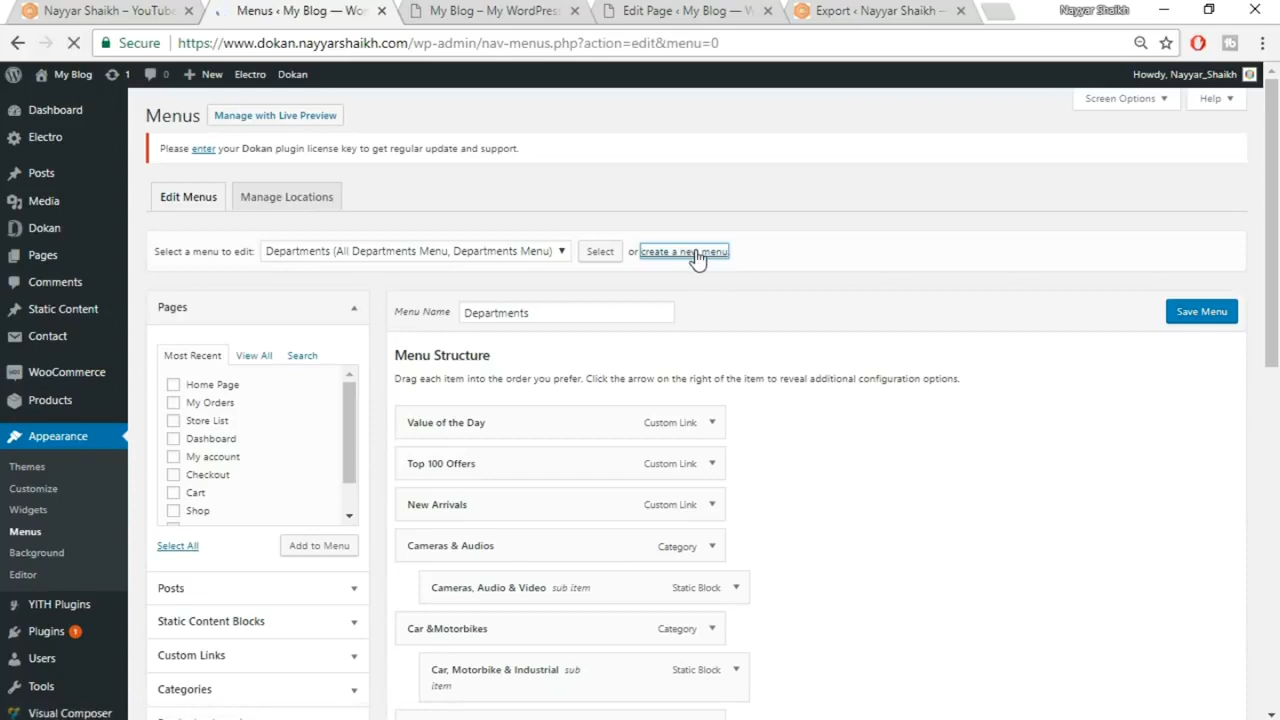 Nayyar Shaikh – YouTube
Menus ‹ My Blog — Wo
My Blog – My WordPres
Edit Page ‹ My Blog — W
Export ‹ Nayyar Shaikh —
Nayyar Shaikh
Secure
https://www.dokan.nayyarshaikh.com/wp-admin/nav-menus.php?action=edit&menu=0
My Blog
1
New
Electro
Dokan
Howdy, Nayyar_Shaikh
Dashboard
Electro
Posts
Media
Dokan
Pages
Comments
Static Content
Contact
WooCommerce
Products
Appearance
Themes
Customize
Widgets
Menus
Background
Editor
YITH Plugins
Plugins 1
Users
Tools
Visual Composer
Screen Options
Help
Menus
Manage with Live Preview
Please enter your Dokan plugin license key to get regular update and support.
Edit Menus
Manage Locations
Select a menu to edit:
Departments (All Departments Menu, Departments Menu)
Select
or create a new menu.
Pages
Most Recent
View All
Search
Home Page
My Orders
Store List
Dashboard
My account
Checkout
Cart
Shop
Select All
Add to Menu
Posts
Static Content Blocks
Custom Links
Categories
Menu Name
Departments
Save Menu
Menu Structure
Drag each item into the order you prefer. Click the arrow on the right of the item to reveal additional configuration options.
Value of the Day
Custom Link
Top 100 Offers
Custom Link
New Arrivals
Custom Link
Cameras & Audios
Category
Cameras, Audio & Video sub item
Static Block
Car &Motorbikes
Category
Car, Motorbike & Industrial sub
item
Static Block